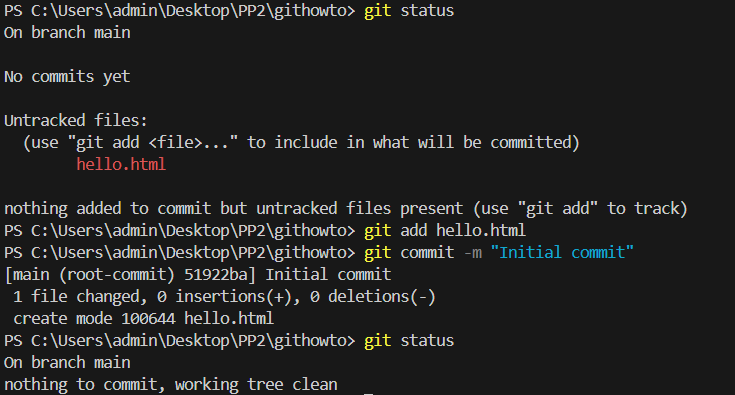 PS C:\Users\admin\Desktop\PP2\githowto> git status
On branch main

No commits yet

Untracked files:
  (use "git add <file>..." to include in what will be committed)
        hello.html

nothing added to commit but untracked files present (use "git add" to track)
PS C:\Users\admin\Desktop\PP2\githowto> git add hello.html
PS C:\Users\admin\Desktop\PP2\githowto> git commit -m "Initial commit"
[main (root-commit) 51922ba] Initial commit
 1 file changed, 0 insertions(+), 0 deletions(-)
 create mode 100644 hello.html
PS C:\Users\admin\Desktop\PP2\githowto> git status
On branch main
nothing to commit, working tree clean